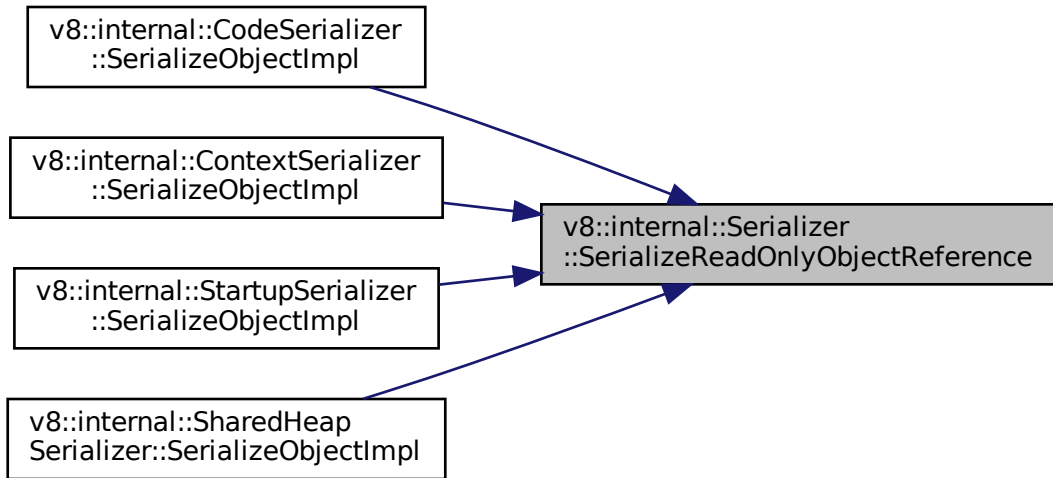 v8::internal::CodeSerializer
::SerializeObjectImpl
v8::internal::ContextSerializer
::SerializeObjectImpl
v8::internal::StartupSerializer
::SerializeObjectImpl
v8::internal::SharedHeap
Serializer::SerializeObjectImpl
v8::internal::Serializer
::SerializeReadOnlyObjectReference